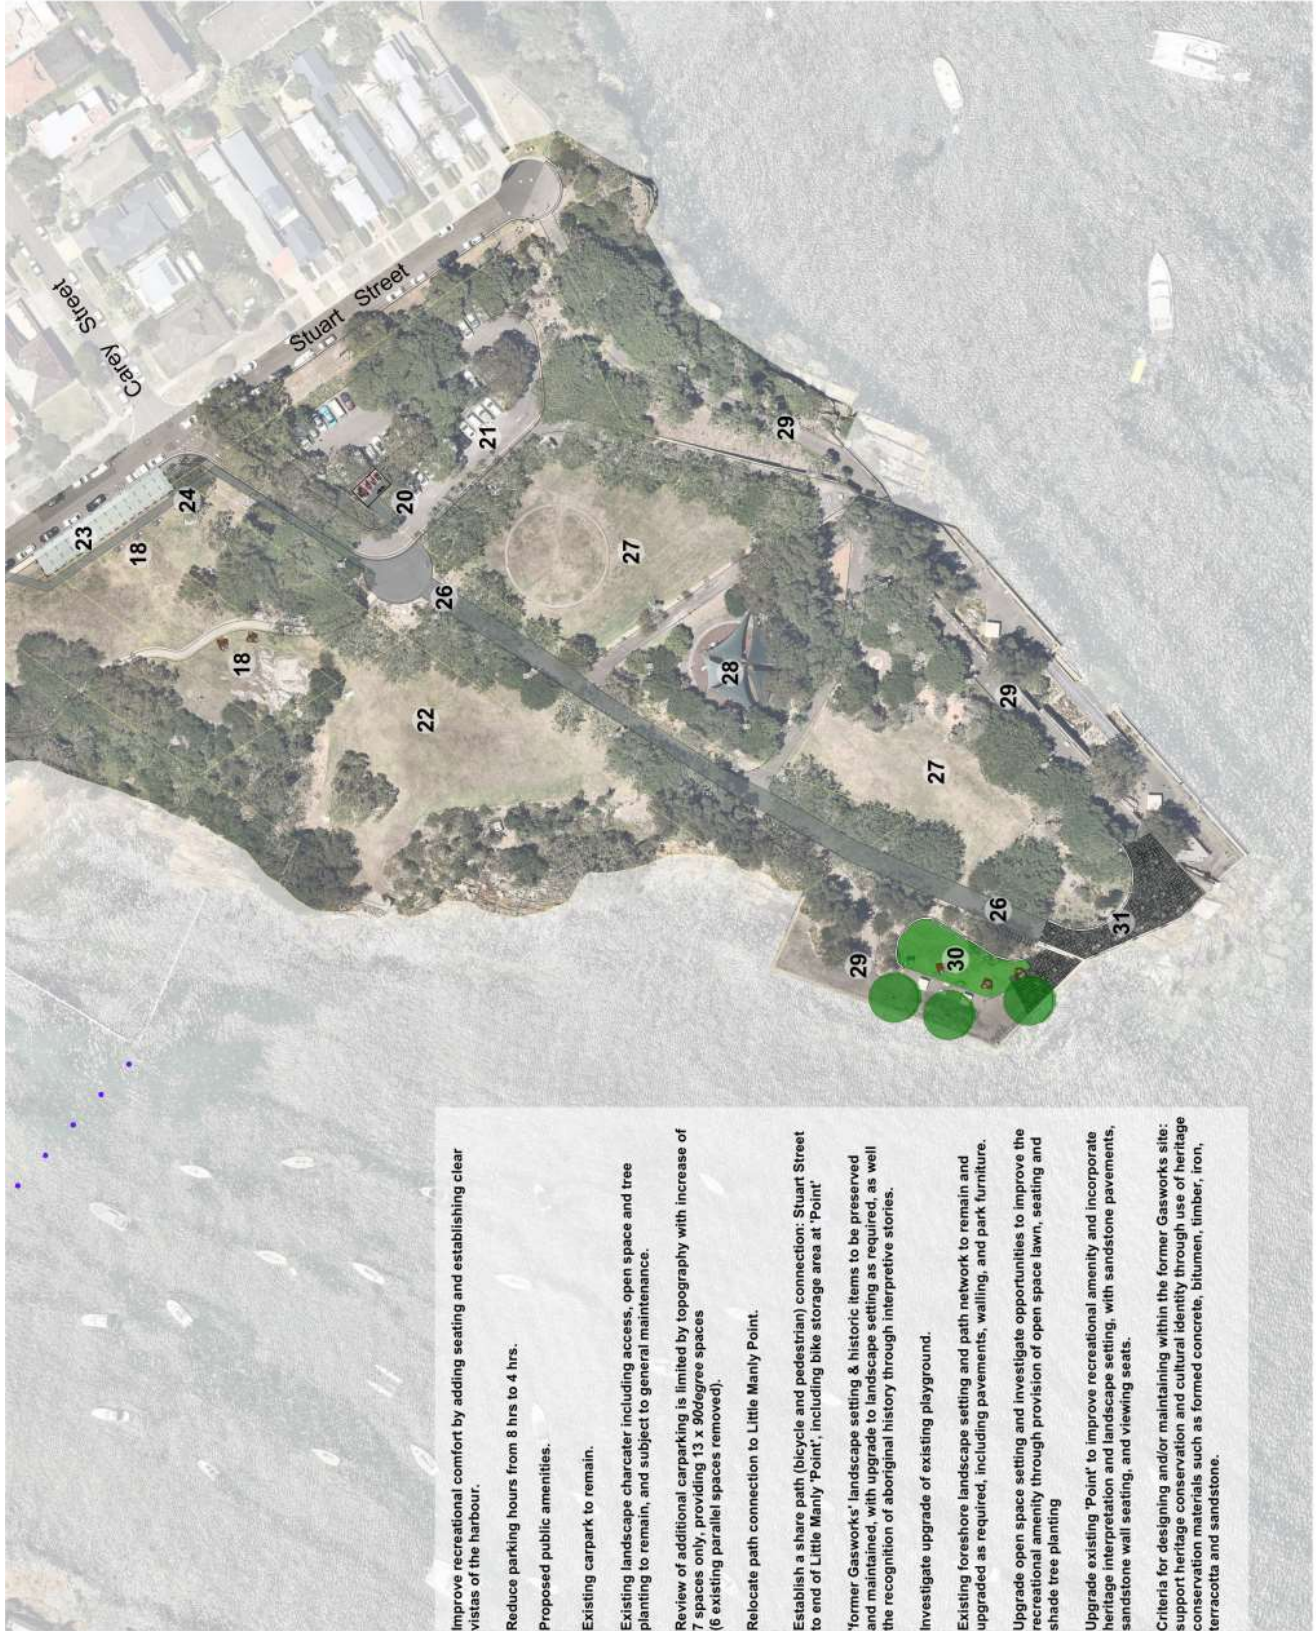 Improve recreational comfort by adding seating and establishing clear
vistas of the harbour.
Reduce parking hours from 8 hrs to 4 hrs.
Proposed public amenities.
Existing carpark to remain.
Existing landscape charcater including access, open space and tree
planting to remain, and subject to general maintenance.
Review of additional carparking is limited by topography with increase of
7 spaces only, providing 13 x 90degree spaces
(6 existing parallel spaces removed).
Relocate path connection to Little Manly Point.
Establish a share path (bicycle and pedestrian) connection: Stuart Street
to end of Little Manly 'Point', including bike storage area at 'Point'
'former Gasworks' landscape setting & historic items to be preserved
and maintained, with upgrade to landscape setting as required, as well
the recognition of aboriginal history through interpretive stories.
Investigate upgrade of existing playground.
Existing foreshore landscape setting and path network to remain and
upgraded as required, including pavements, walling, and park furniture.
Upgrade open space setting and investigate opportunities to improve the
recreational amenity through provision of open space lawn, seating and
shade tree planting
Upgrade existing 'Point' to improve recreational amenity and incorporate
heritage interpretation and landscape setting, with sandstone pavements,
sandstone wall seating, and viewing seats.
Criteria for designing and/or maintaining within the former Gasworks site:
support heritage conservation and cultural identity through use of heritage
conservation materials such as formed concrete, bitumen, timber, iron,
terracotta and sandstone.
Carey Street
Stuart Street
23
18
24
18
20
21
22
26
27
28
29
27
29
26
29
30
31